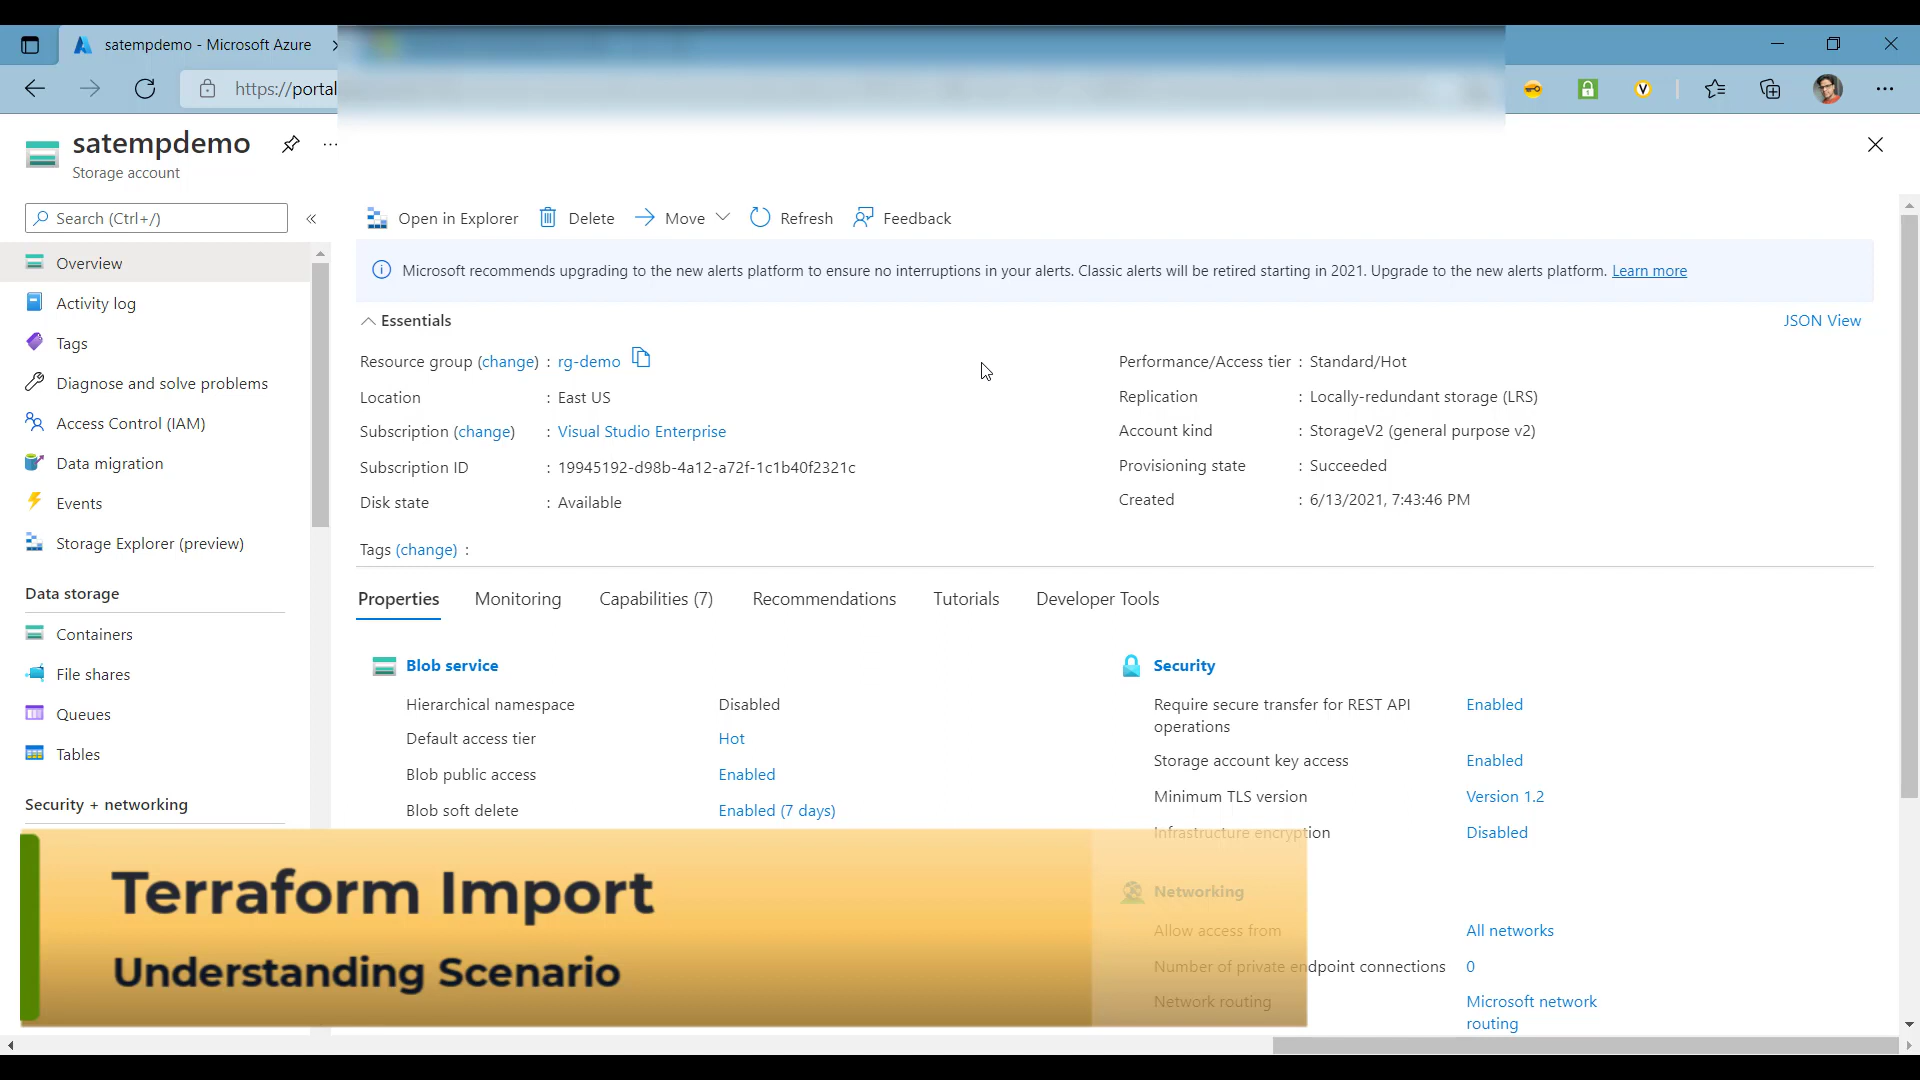 satempdemo - Microsoft Azure
https://portal
satempdemo
Storage account
Search (Ctrl+/)
Overview
Activity log
Tags
Diagnose and solve problems
Access Control (IAM)
Data migration
Events
Storage Explorer (preview)
Data storage
Containers
File shares
Queues
Tables
Security + networking
Open in Explorer
Delete
Move
Refresh
Feedback
Microsoft recommends upgrading to the new alerts platform to ensure no interruptions in your alerts. Classic alerts will be retired starting in 2021. Upgrade to the new alerts platform. Learn more
Essentials
JSON View
Resource group (change) : rg-demo
Location : East US
Subscription (change) : Visual Studio Enterprise
Subscription ID : 19945192-d98b-4a12-a72f-1c1b40f2321c
Disk state : Available
Performance/Access tier : Standard/Hot
Replication : Locally-redundant storage (LRS)
Account kind : StorageV2 (general purpose v2)
Provisioning state : Succeeded
Created : 6/13/2021, 7:43:46 PM
Tags (change) :
Properties
Monitoring
Capabilities (7)
Recommendations
Tutorials
Developer Tools
Blob service
Hierarchical namespace Disabled
Default access tier Hot
Blob public access Enabled
Blob soft delete Enabled (7 days)
Security
Require secure transfer for REST API operations Enabled
Storage account key access Enabled
Minimum TLS version Version 1.2
Infrastructure encryption Disabled
Networking
Allow access from All networks
Number of private endpoint connections 0
Network routing Microsoft network routing
Terraform Import
Understanding Scenario